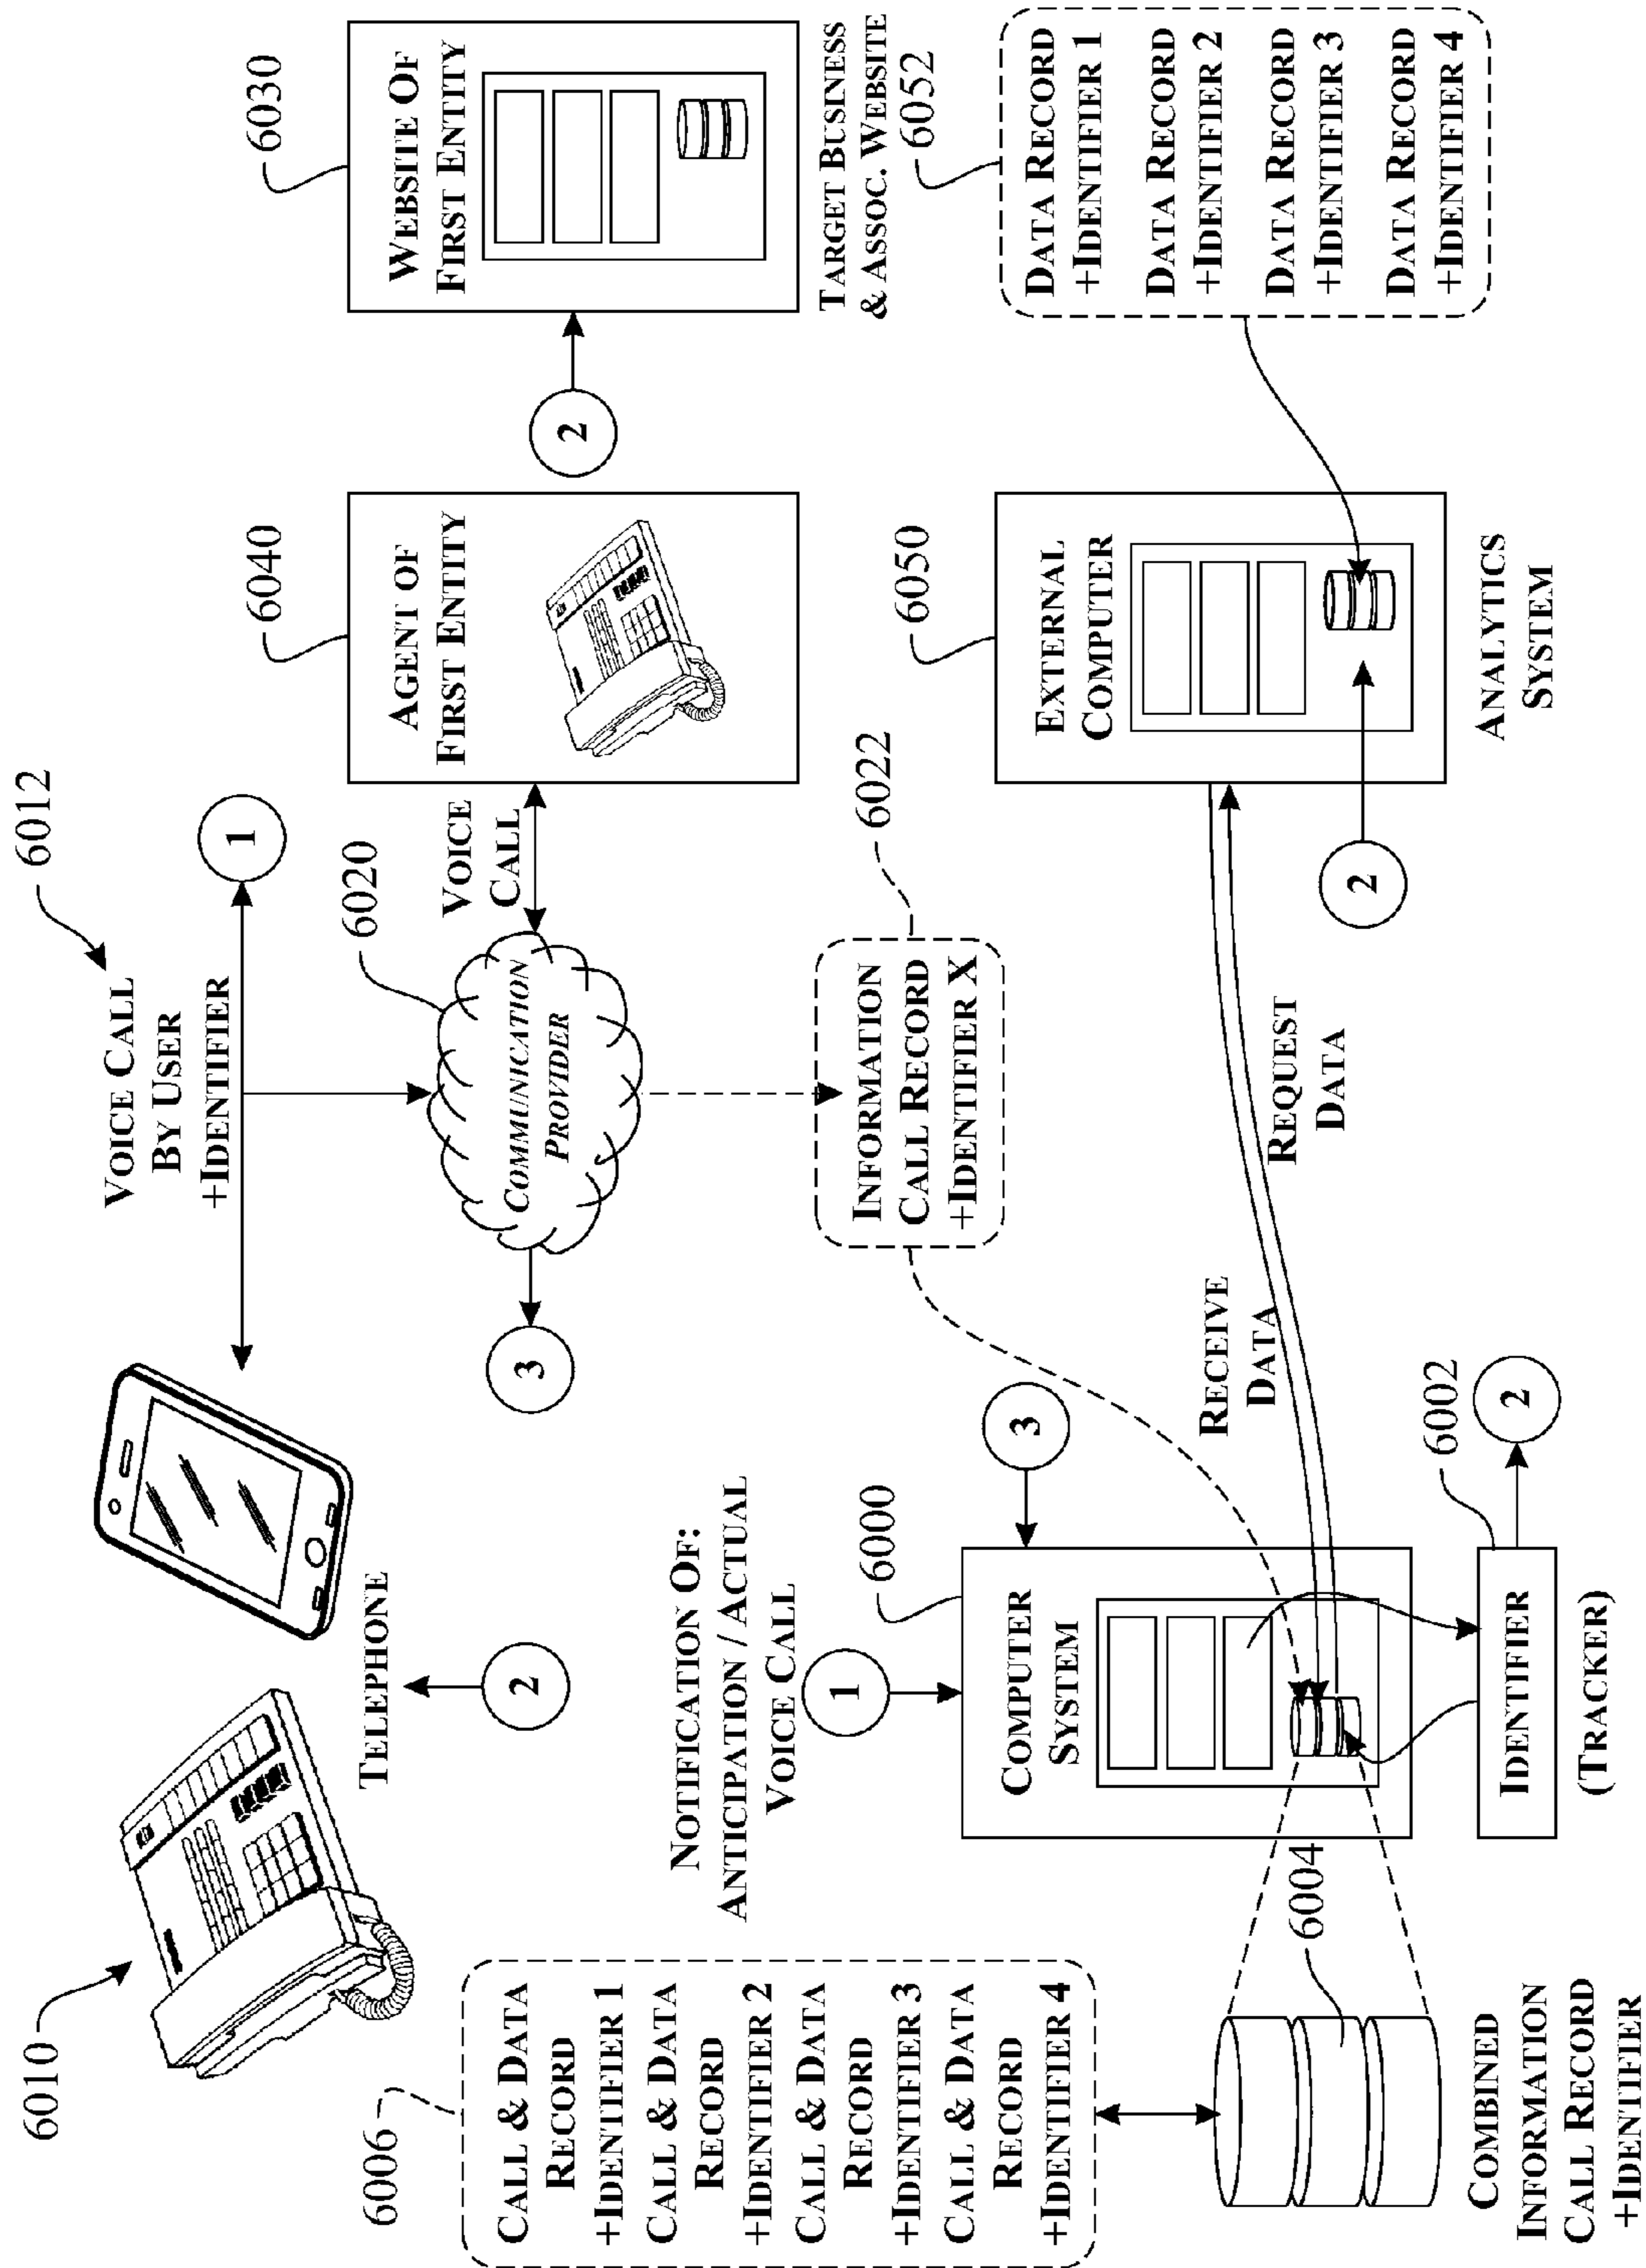 6010
6012
VOICE CALL
BY USER
+IDENTIFIER
1
6040
AGENT OF
FIRST ENTITY
6030
WEBSITE OF
FIRST ENTITY
2
TARGET BUSINESS
& ASSOC. WEBSITE
TELEPHONE
2
3
COMMUNICATION
PROVIDER
6020
VOICE
CALL
6006
CALL & DATA
RECORD
+IDENTIFIER 1
CALL & DATA
RECORD
+IDENTIFIER 2
CALL & DATA
RECORD
+IDENTIFIER 3
CALL & DATA
RECORD
+IDENTIFIER 4
NOTIFICATION OF:
ANTICIPATION / ACTUAL
VOICE CALL
1
6000
3
INFORMATION
CALL RECORD
+IDENTIFIER X
6022
6050
EXTERNAL
COMPUTER
2
ANALYTICS
SYSTEM
6052
DATA RECORD
+IDENTIFIER 1
DATA RECORD
+IDENTIFIER 2
DATA RECORD
+IDENTIFIER 3
DATA RECORD
+IDENTIFIER 4
COMPUTER
SYSTEM
RECEIVE
DATA
REQUEST
DATA
6004
6002
IDENTIFIER
2
(TRACKER)
COMBINED
INFORMATION
CALL RECORD
+IDENTIFIER